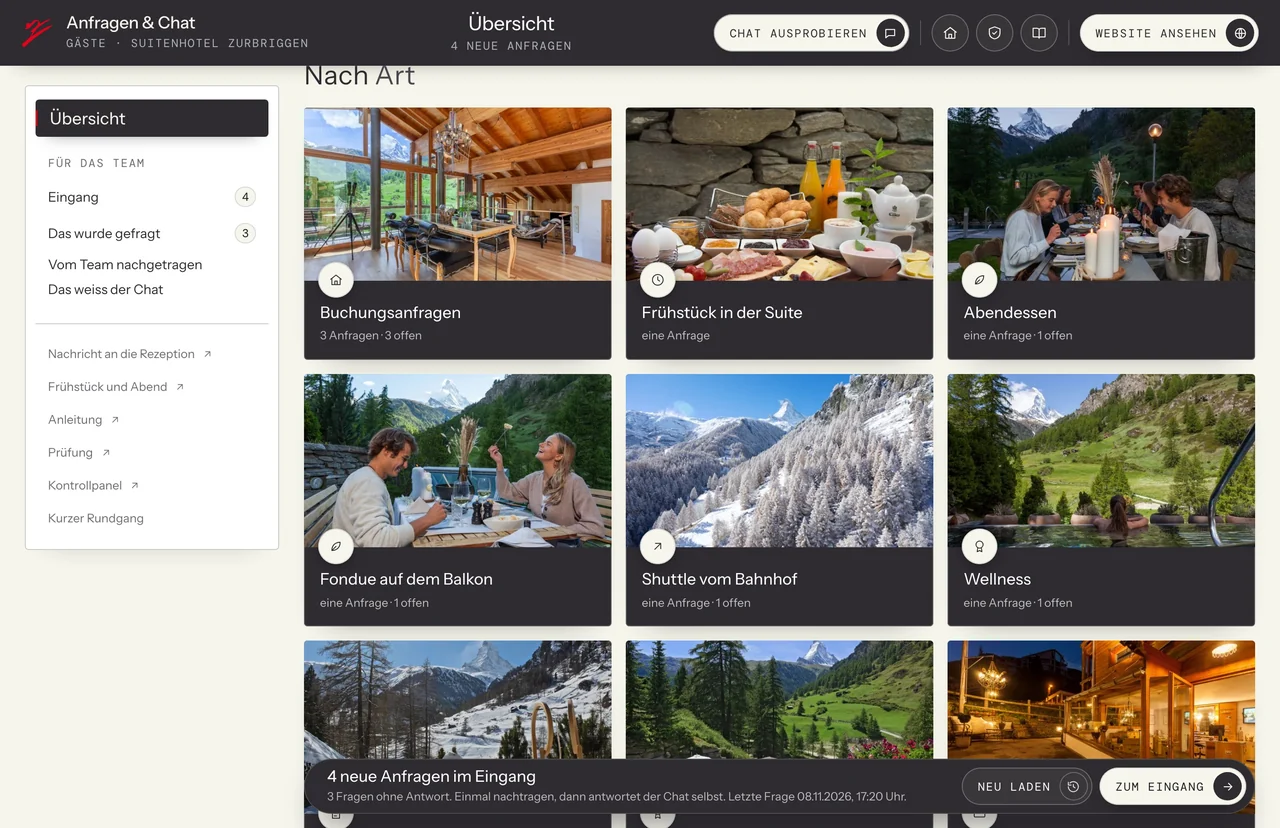 Anfragen & Chat
GÄSTE · SUITENHOTEL ZURBRIGGEN
Übersicht
4 NEUE ANFRAGEN
CHAT AUSPROBIEREN
WEBSITE ANSEHEN
Übersicht
FÜR DAS TEAM
Eingang 4
Das wurde gefragt 3
Vom Team nachgetragen
Das weiss der Chat
Nachricht an die Rezeption
Frühstück und Abend
Anleitung
Prüfung
Kontrollpanel
Kurzer Rundgang
Nach Art
Buchungsanfragen
3 Anfragen · 3 offen
Frühstück in der Suite
eine Anfrage
Abendessen
eine Anfrage · 1 offen
Fondue auf dem Balkon
eine Anfrage · 1 offen
Shuttle vom Bahnhof
eine Anfrage · 1 offen
Wellness
eine Anfrage · 1 offen
4 neue Anfragen im Eingang
3 Fragen ohne Antwort. Einmal nachtragen, dann antwortet der Chat selbst. Letzte Frage 08.11.2026, 17:20 Uhr.
NEU LADEN
ZUM EINGANG